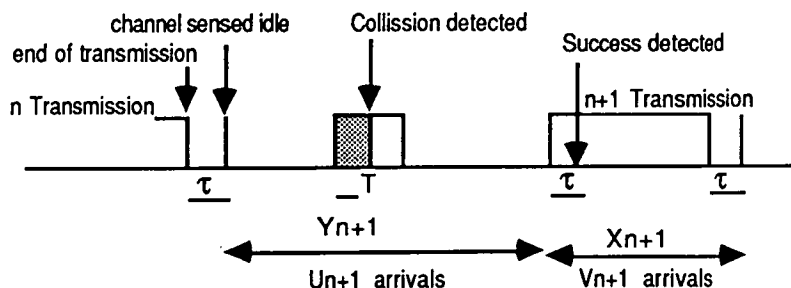 channel sensed idle
Collission detected
end of transmission
Success detected
n Transmission
n+1 Transmission
τ
T
τ
τ
Yn+1
Xn+1
Un+1 arrivals
Vn+1 arrivals